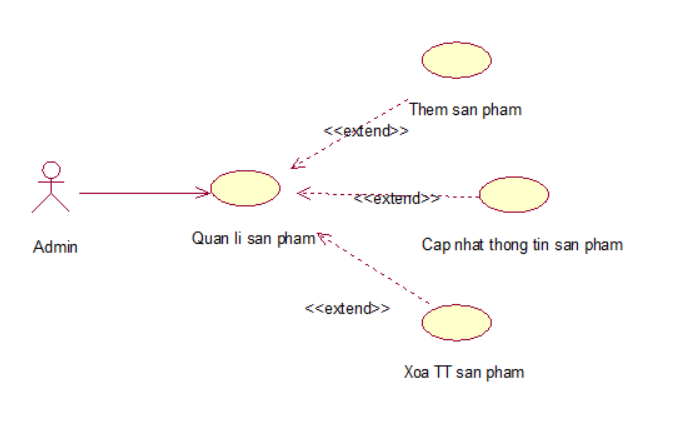 Them san pham
<<extend>>
<<extend>>
Admin
Quan li san pham
Cap nhat thong tin san pham
<<extend>>
Xoa TT san pham